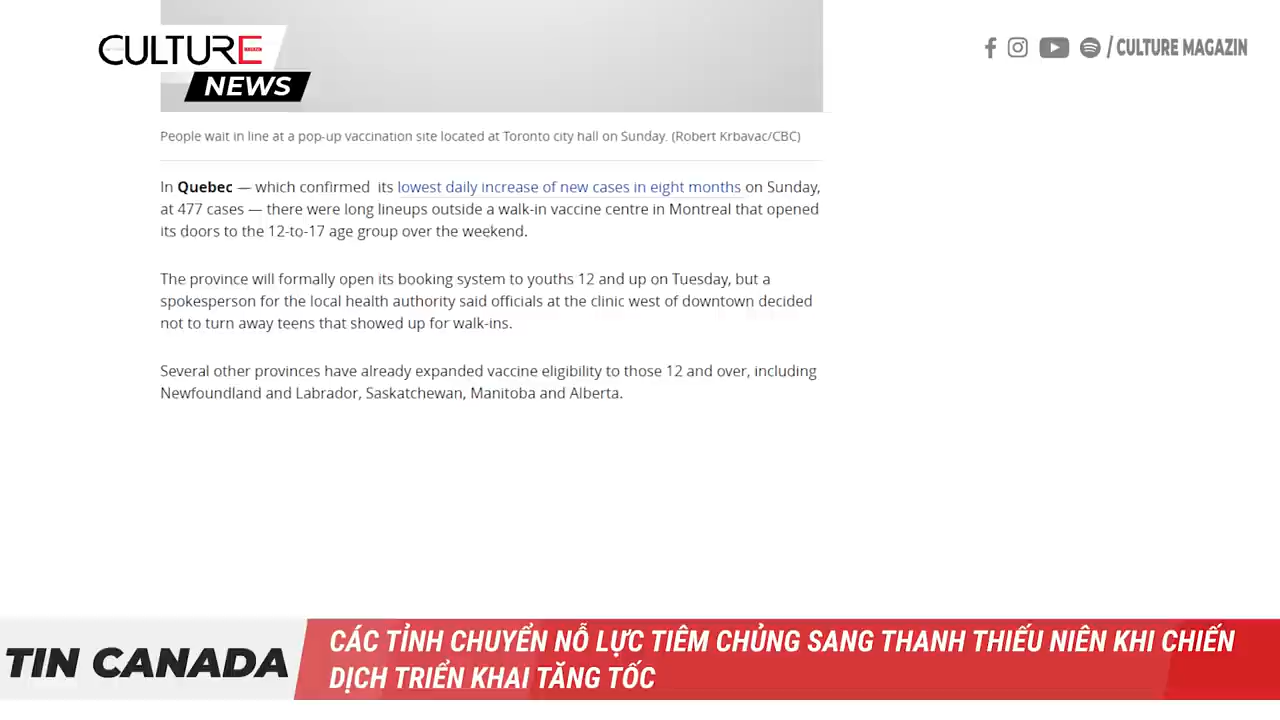 CULTURE
NEWS
/ CULTURE MAGAZIN
People wait in line at a pop-up vaccination site located at Toronto city hall on Sunday. (Robert Krbavac/CBC)
In Quebec — which confirmed its lowest daily increase of new cases in eight months on Sunday,
at 477 cases — there were long lineups outside a walk-in vaccine centre in Montreal that opened
its doors to the 12-to-17 age group over the weekend.
The province will formally open its booking system to youths 12 and up on Tuesday, but a
spokesperson for the local health authority said officials at the clinic west of downtown decided
not to turn away teens that showed up for walk-ins.
Several other provinces have already expanded vaccine eligibility to those 12 and over, including
Newfoundland and Labrador, Saskatchewan, Manitoba and Alberta.
TIN CANADA
CÁC TỈNH CHUYỂN NỖ LỰC TIÊM CHỦNG SANG THANH THIẾU NIÊN KHI CHIẾN
DỊCH TRIỂN KHAI TĂNG TỐC